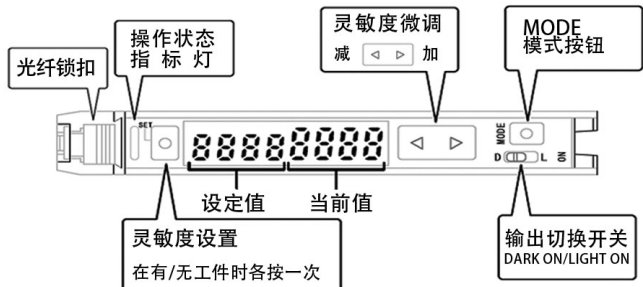 光纤锁扣
操作状态
指 标 灯
灵敏度微调
减 ◁ ▷ 加
MODE
模式按钮
SET
8888 8888
◁ ▷
MODE
D L ON
设定值 当前值
灵敏度设置
在有/无工件时各按一次
输出切换开关
DARK ON/LIGHT ON